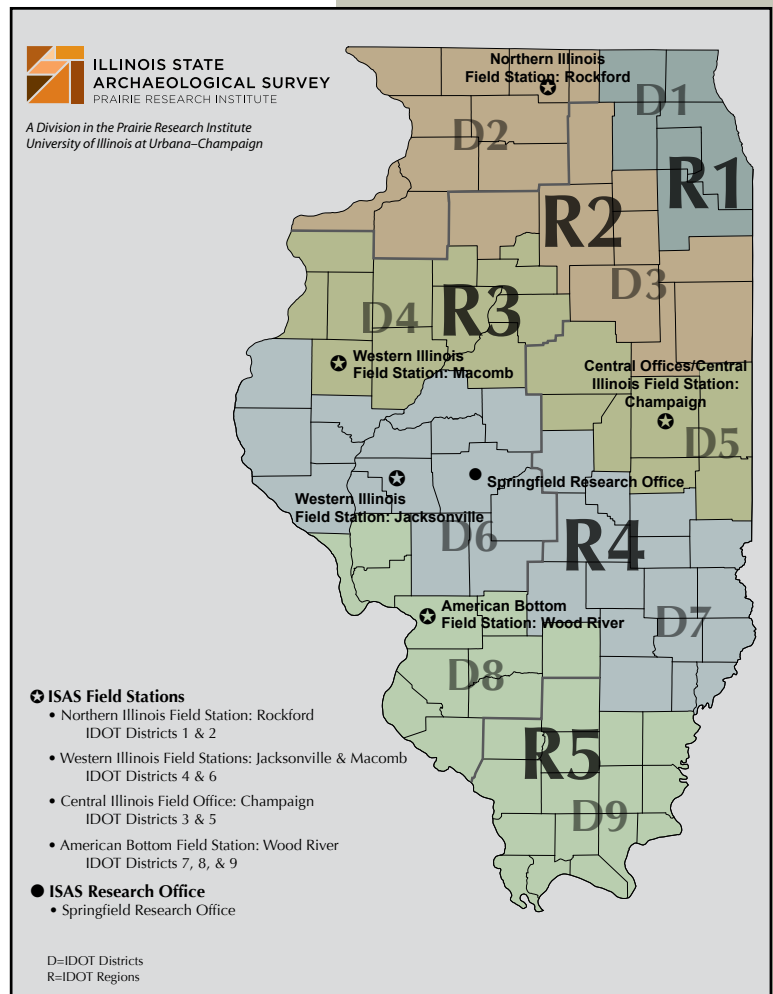 ILLINOIS STATE
ARCHAEOLOGICAL SURVEY
PRAIRIE RESEARCH INSTITUTE
A Division in the Prairie Research Institute
University of Illinois at Urbana–Champaign
Northern Illinois
Field Station: Rockford
D1
D2
R1
R2
D3
R3
D4
Western Illinois
Field Station: Macomb
Central Offices/Central
Illinois Field Station:
Champaign
D5
Springfield Research Office
Western Illinois
Field Station: Jacksonville
D6
R4
American Bottom
Field Station: Wood River
D7
D8
R5
D9
ISAS Field Stations
• Northern Illinois Field Station: Rockford
IDOT Districts 1 & 2
• Western Illinois Field Stations: Jacksonville & Macomb
IDOT Districts 4 & 6
• Central Illinois Field Office: Champaign
IDOT Districts 3 & 5
• American Bottom Field Station: Wood River
IDOT Districts 7, 8, & 9
ISAS Research Office
• Springfield Research Office
D=IDOT Districts
R=IDOT Regions